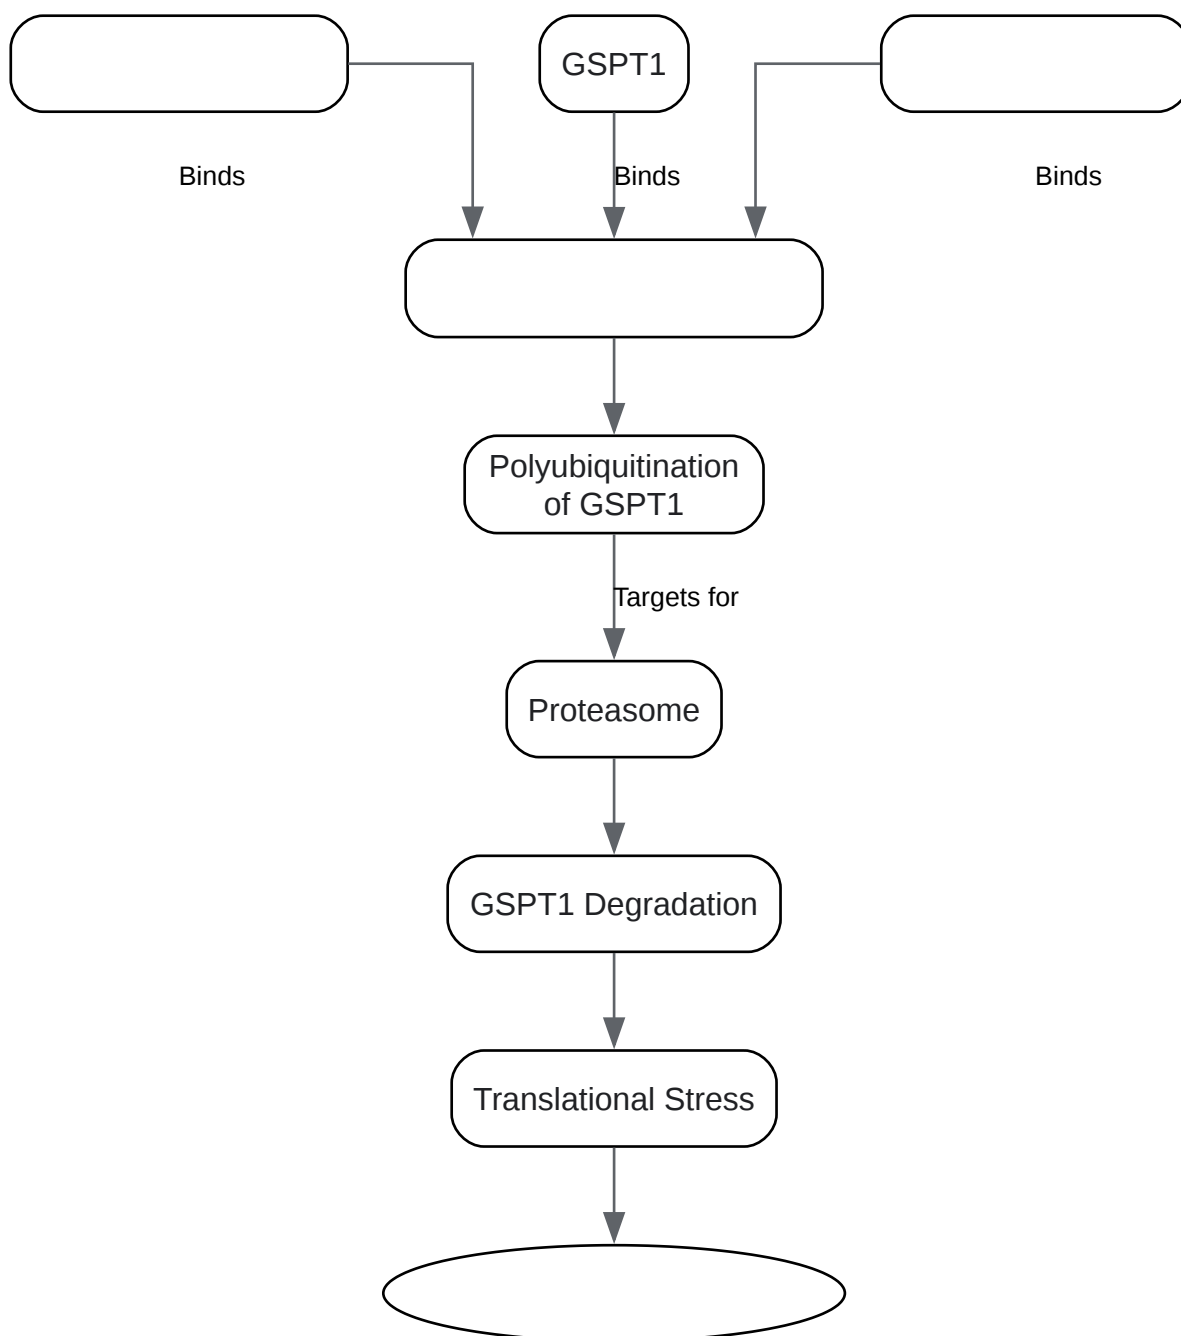 GSPT1
Binds
Binds
Binds
Polyubiquitination
of GSPT1
Targets for
Proteasome
GSPT1 Degradation
Translational Stress